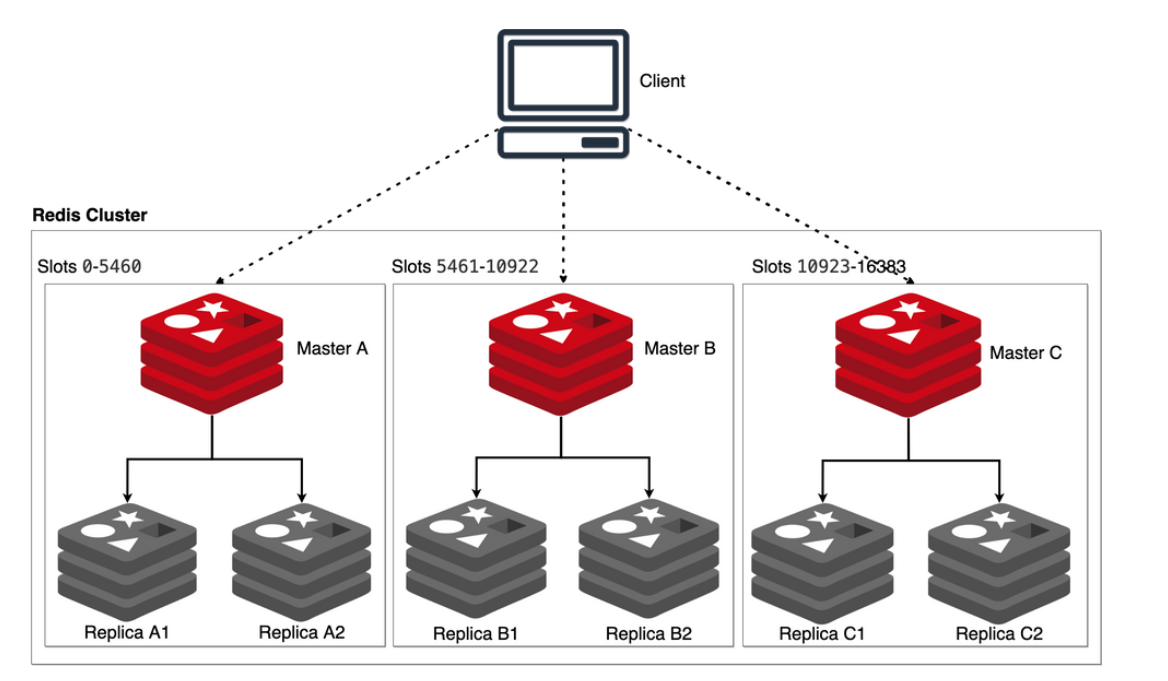 Client
Redis Cluster
Slots 0-5460
Slots 5461-10922
Slots 10923-16383
Master A
Master B
Master C
Replica A1
Replica A2
Replica B1
Replica B2
Replica C1
Replica C2